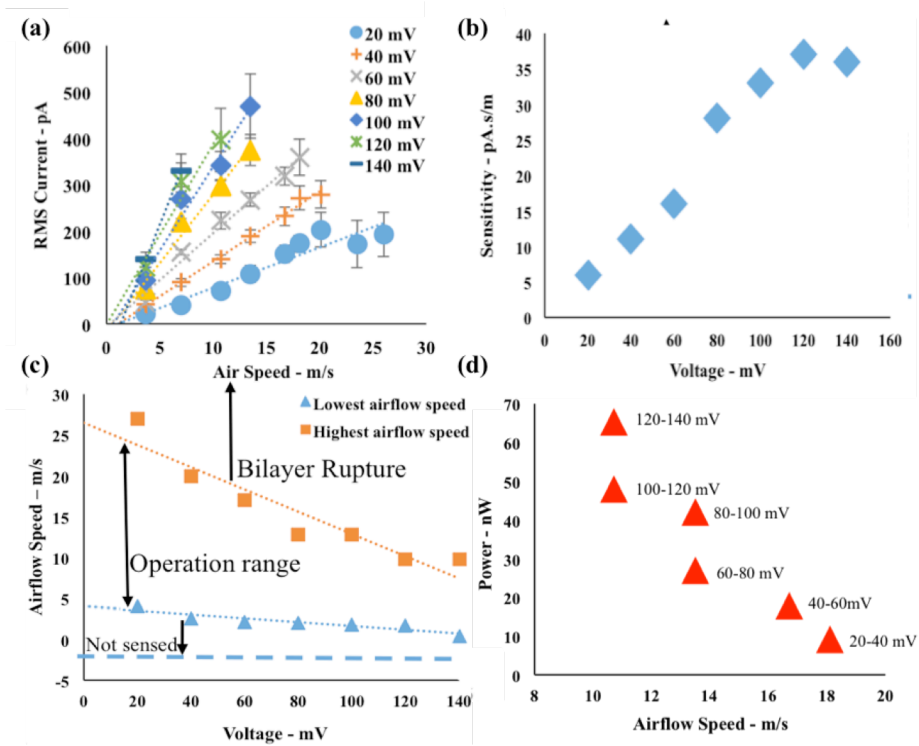 (a)
600
500
400
300
200
100
0
RMS Current - pA
0 5 10 15 20 25 30
Air Speed - m/s
20 mV
40 mV
60 mV
80 mV
100 mV
120 mV
140 mV
(b)
40
35
30
25
20
15
10
5
0
Sensitivity - pA.s/m
0 20 40 60 80 100 120 140 160
Voltage - mV
(c)
30
25
20
15
10
5
0
-5
Airflow Speed – m/s
Lowest airflow speed
Highest airflow speed
Bilayer Rupture
Operation range
Not sensed
0 20 40 60 80 100 120 140
Voltage - mV
(d)
70
60
50
40
30
20
10
0
Power - nW
120-140 mV
100-120 mV
80-100 mV
60-80 mV
40-60mV
20-40 mV
8 10 12 14 16 18 20
Airflow Speed - m/s